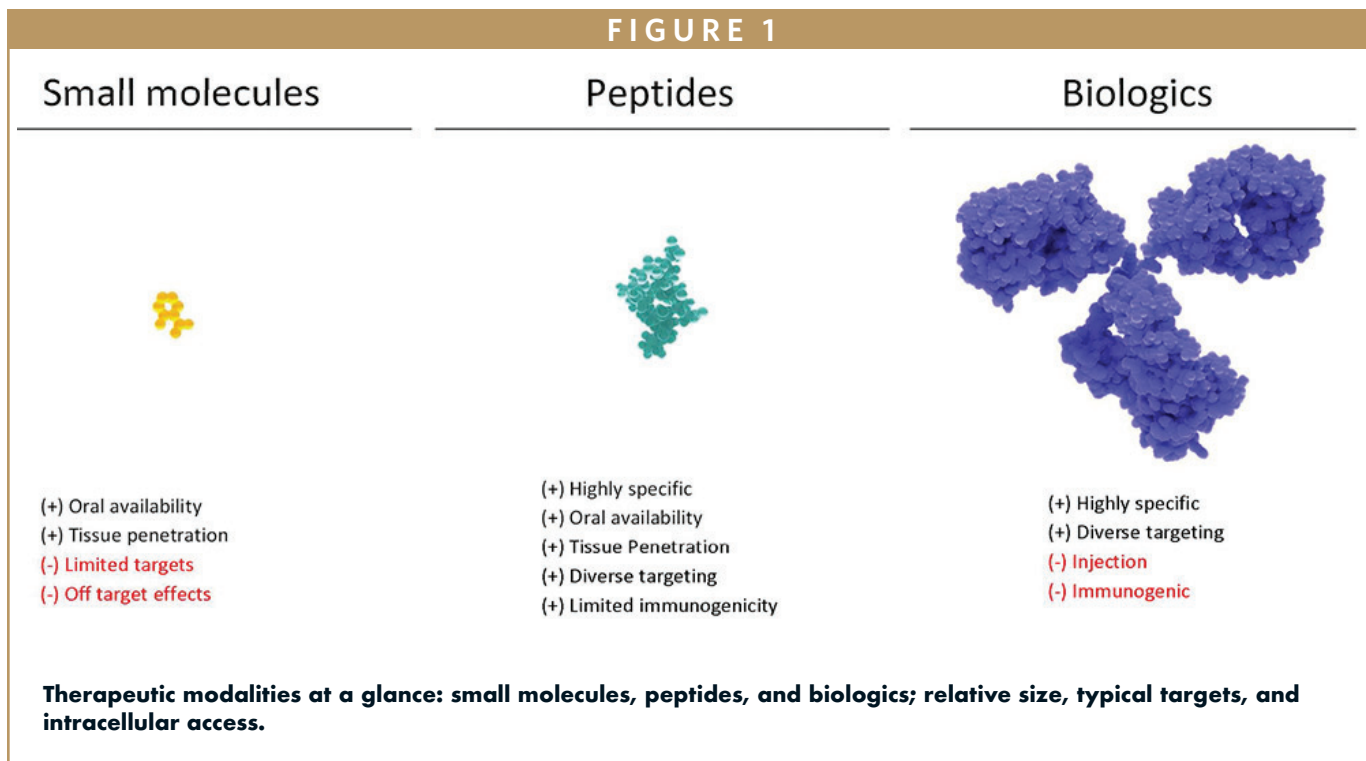 FIGURE 1
Small molecules
Peptides
Biologics
(+) Oral availability
(+) Tissue penetration
(-) Limited targets
(-) Off target effects
(+) Highly specific
(+) Oral availability
(+) Tissue Penetration
(+) Diverse targeting
(+) Limited immunogenicity
(+) Highly specific
(+) Diverse targeting
(-) Injection
(-) Immunogenic
Therapeutic modalities at a glance: small molecules, peptides, and biologics; relative size, typical targets, and
intracellular access.